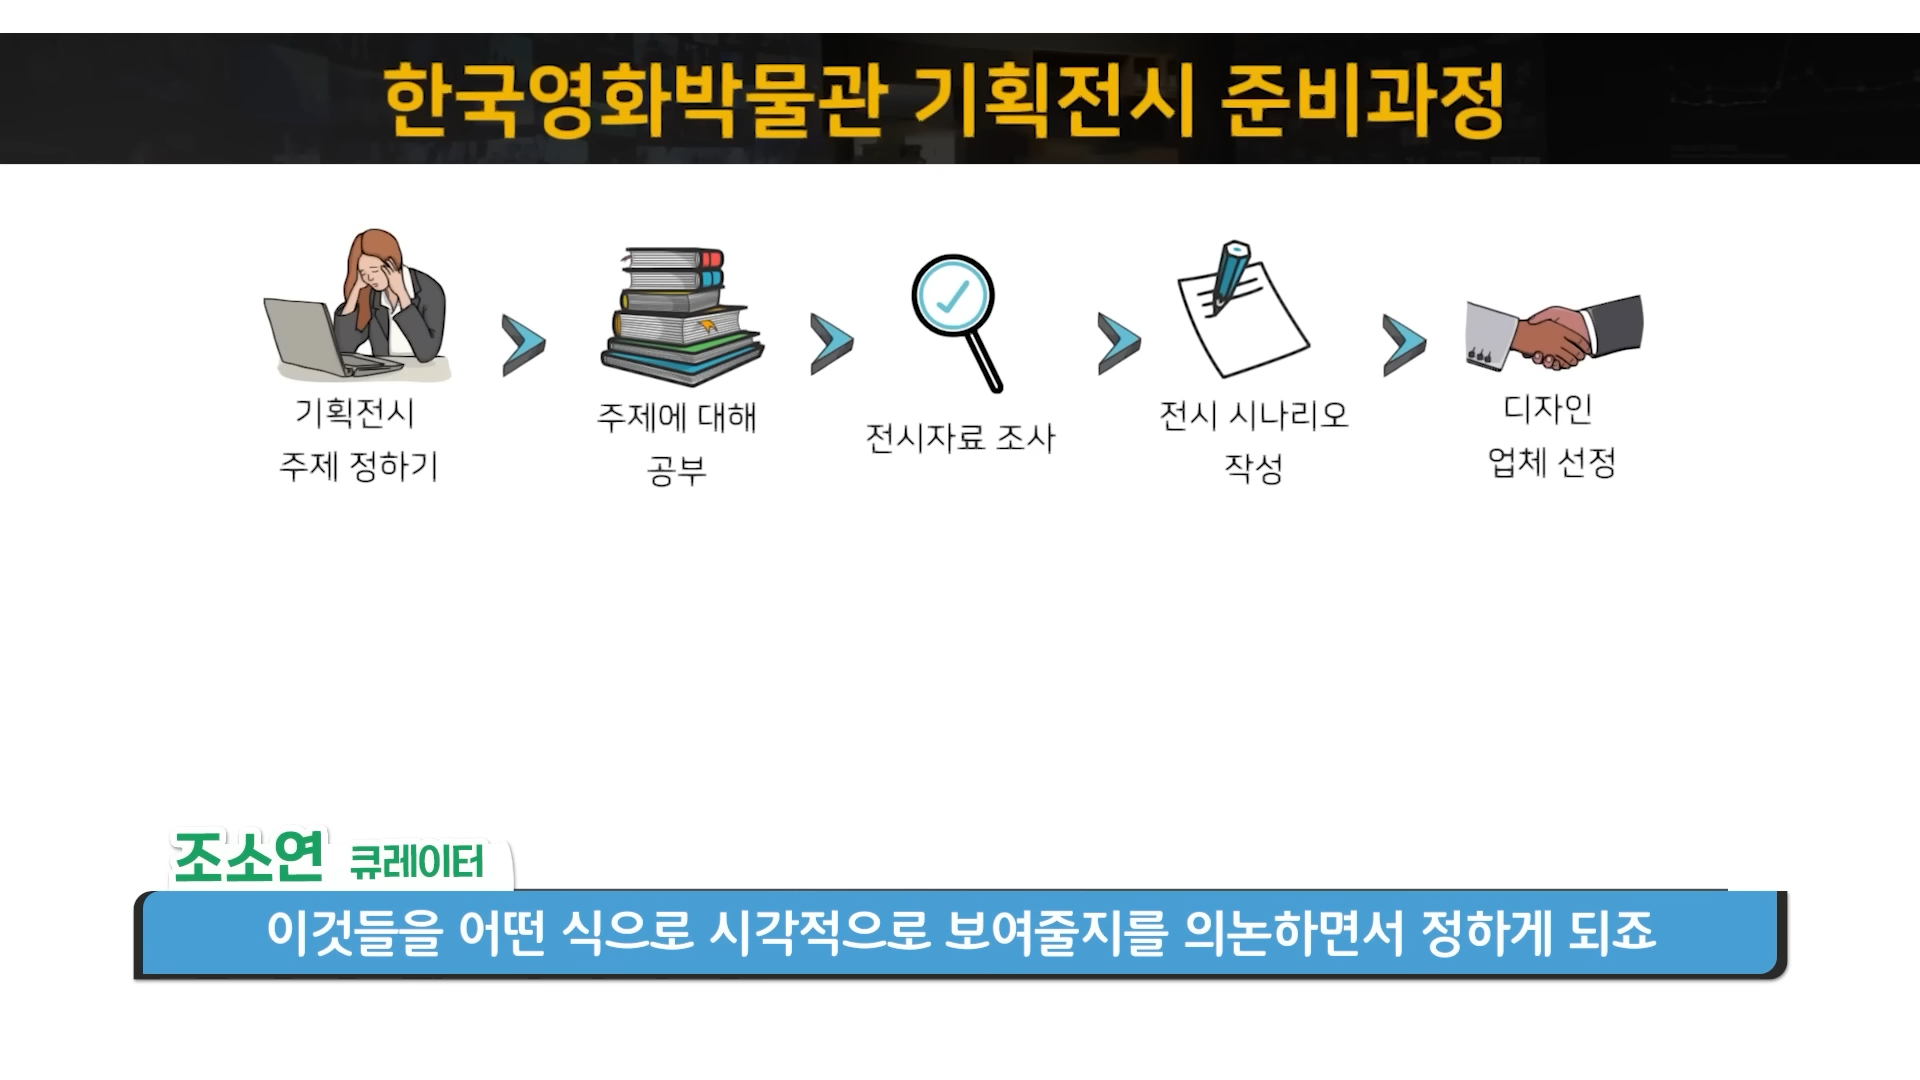 한국영화박물관 기획전시 준비과정
기획전시
주제 정하기
주제에 대해
공부
전시자료 조사
전시 시나리오
작성
디자인
업체 선정
조소연 큐레이터
이것들을 어떤 식으로 시각적으로 보여줄지를 의논하면서 정하게 되죠